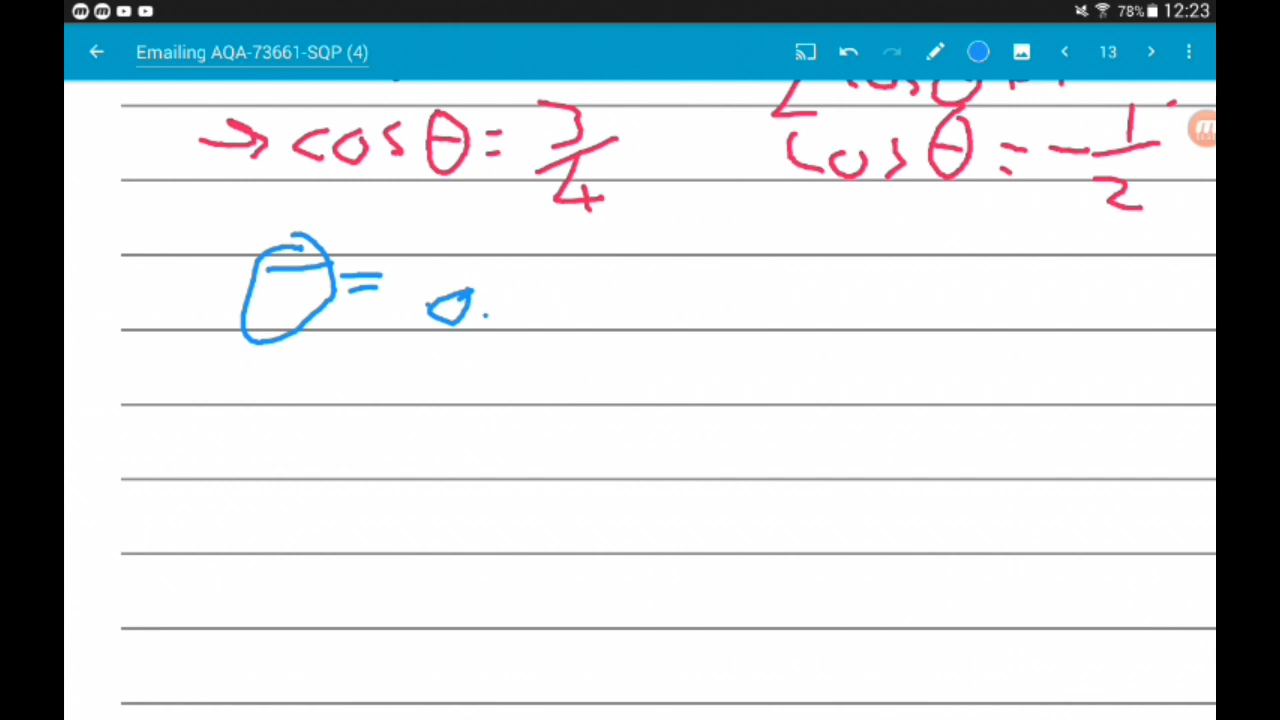 78% 12:23
Emailing AQA-73661-SQP (4)
13
→ cos θ = 3/4
cos θ = -1/2
θ = 0.